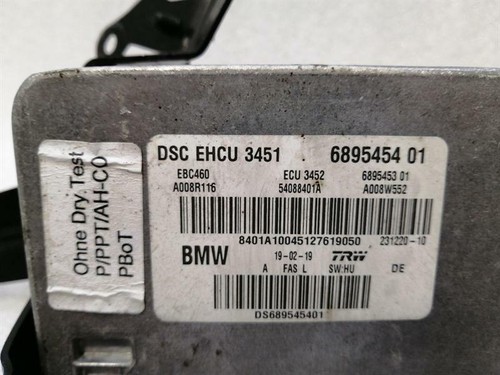 DSC EHCU 3451 . 6895454 01
EBC460 ECU 3452 6895453 01
A008R116 54088401A A008W552
8401A10045127619050 231220-10
BMW 19-02-19 TRW
A FAS L SW:HU DE
DS689545401
Ohne Dry. Test
P/PPT/AH-CO
PBoT